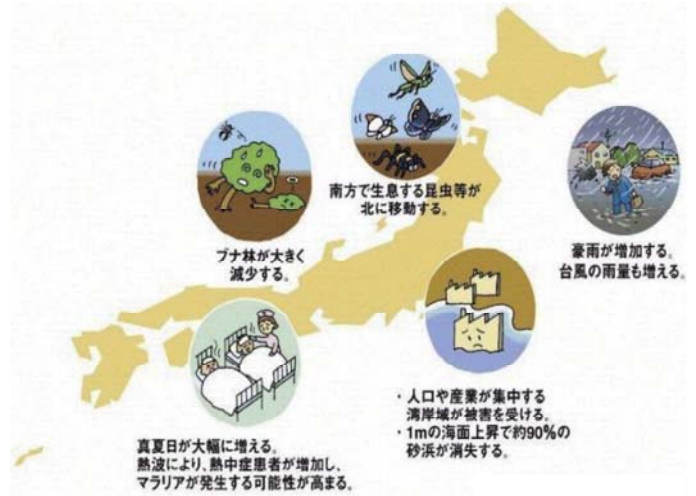 南方で生息する昆虫等が
北に移動する。
ブナ林が大きく
減少する。
豪雨が増加する。
台風の雨量も増える。
・人口や産業が集中する
湾岸域が被害を受ける。
・1mの海面上昇で約90%の
砂浜が消失する。
真夏日が大幅に増える。
熱波により、熱中症患者が増加し、
マラリアが発生する可能性が高まる。